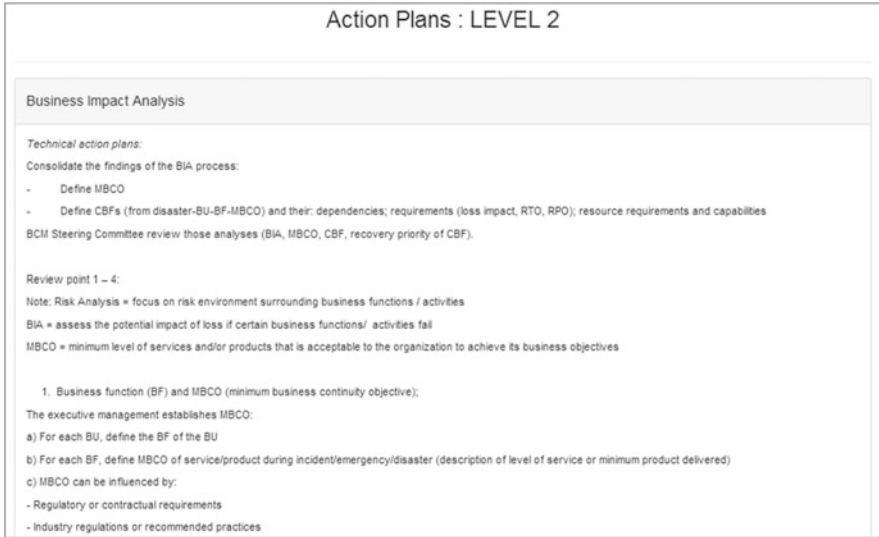 Action Plans : LEVEL 2
Business Impact Analysis
Technical action plans:
Consolidate the findings of the BIA process:
- Define MBCO
- Define CBFs (from disaster-BU-BF-MBCO) and their: dependencies; requirements (loss impact, RTO, RPO); resource requirements and capabilities
BCM Steering Committee review those analyses (BIA, MBCO, CBF, recovery priority of CBF).
Review point 1 – 4:
Note: Risk Analysis = focus on risk environment surrounding business functions / activities
BIA = assess the potential impact of loss if certain business functions/ activities fail
MBCO = minimum level of services and/or products that is acceptable to the organization to achieve its business objectives
1. Business function (BF) and MBCO (minimum business continuity objective);
The executive management establishes MBCO:
a) For each BU, define the BF of the BU
b) For each BF, define MBCO of service/product during incident/emergency/disaster (description of level of service or minimum product delivered)
c) MBCO can be influenced by:
- Regulatory or contractual requirements
- Industry regulations or recommended practices